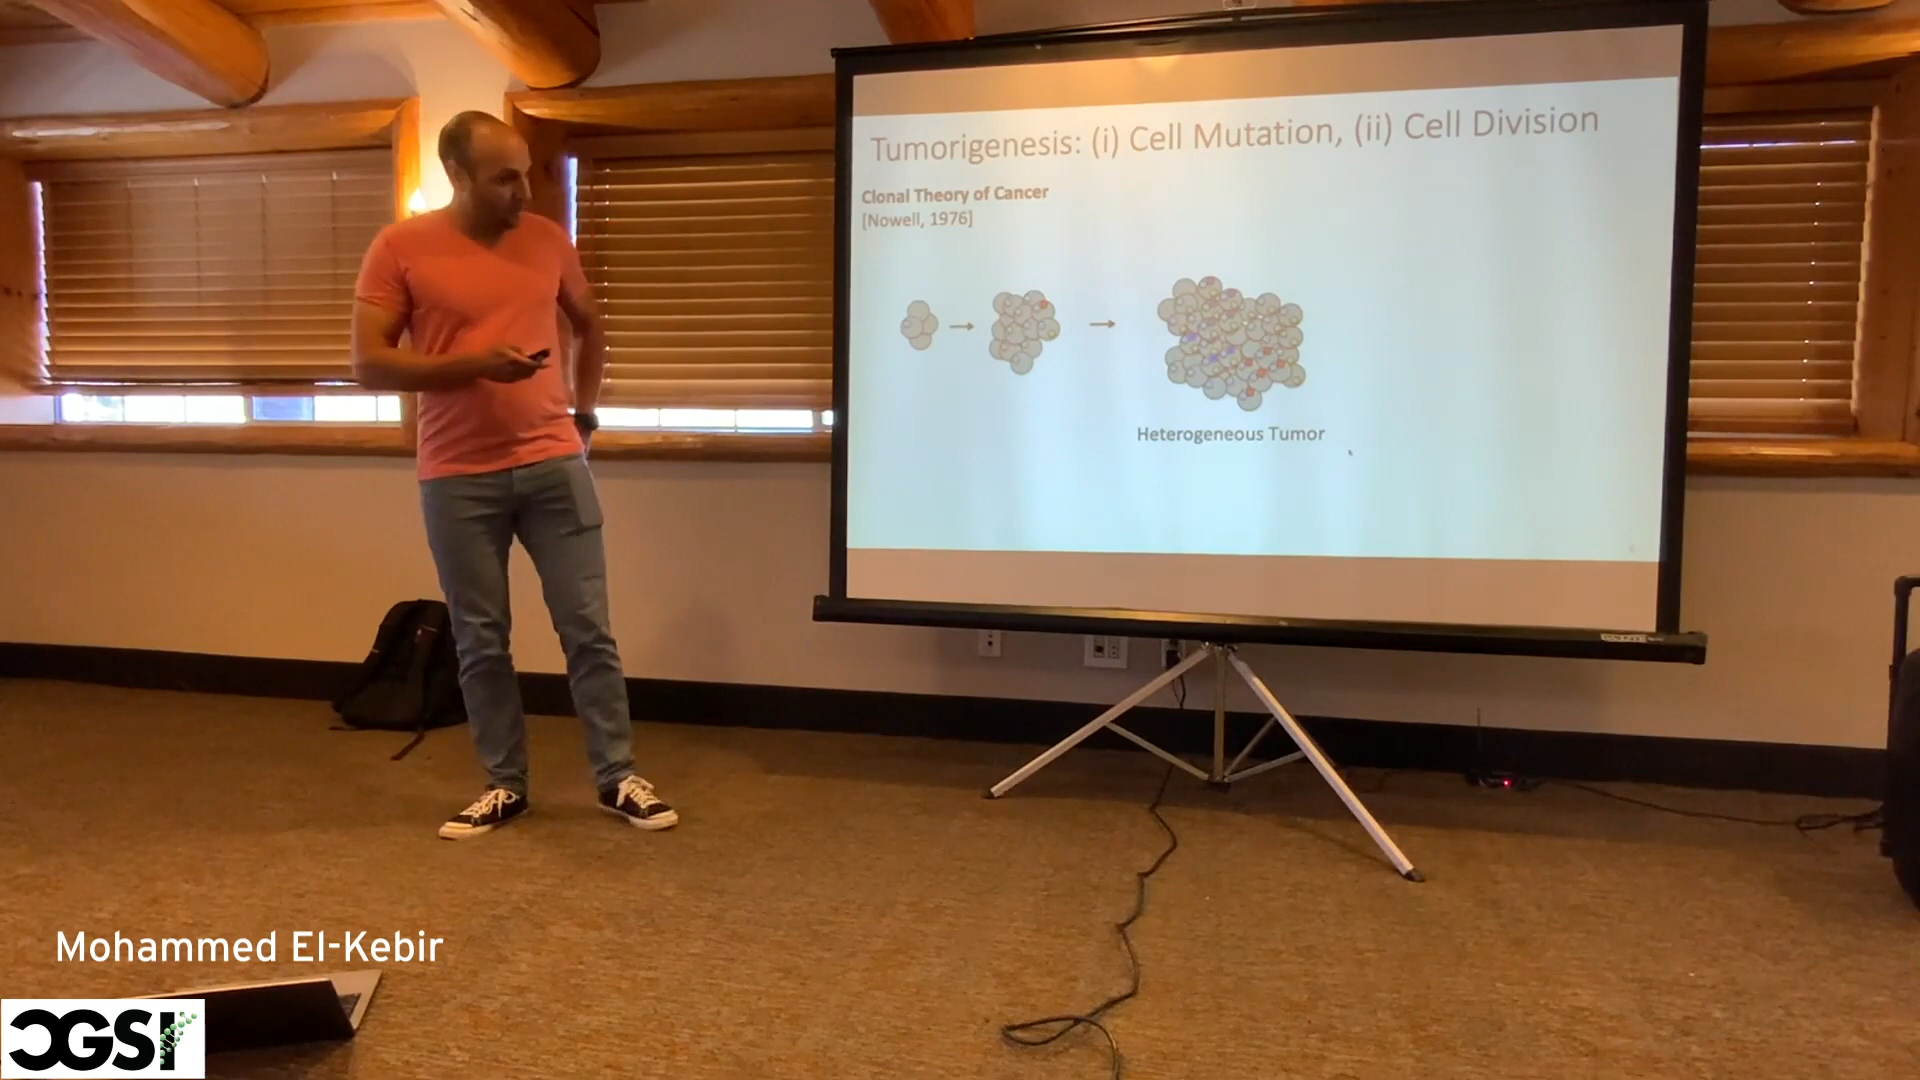 Tumorigenesis: (i) Cell Mutation, (ii) Cell Division
Clonal Theory of Cancer
[Nowell, 1976]
Heterogeneous Tumor
Mohammed El-Kebir
CGSI